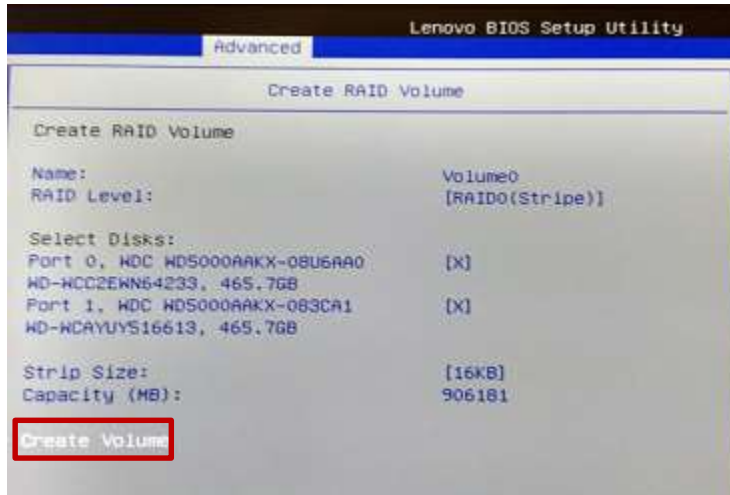 Lenovo BIOS Setup Utility
Advanced
Create RAID Volume
Create RAID Volume
Name: Volume0
RAID Level: [RAID0(Stripe)]
Select Disks:
Port 0, WDC WD5000AAKX-08U6AA0 [X]
WD-WCC2EWN64233, 465.7GB
Port 1, WDC WD5000AAKX-083CA1 [X]
WD-WCAYUY516613, 465.7GB
Strip Size: [16KB]
Capacity (MB): 906181
Create Volume